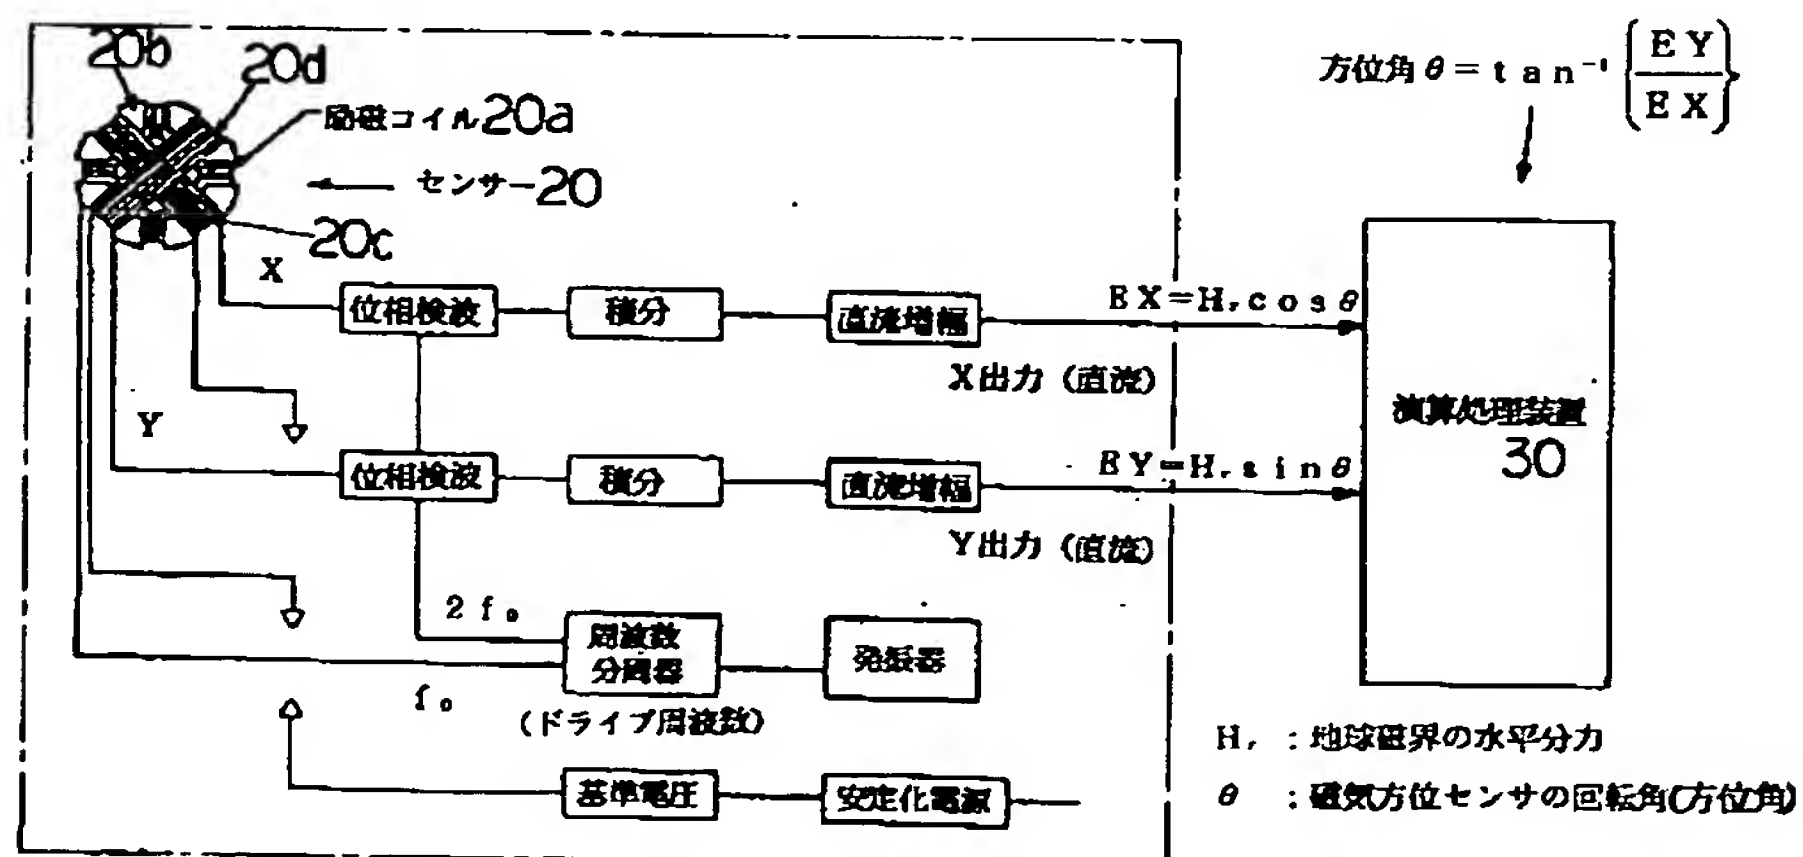 20b
20d
励磁コイル20a
センサー20
20c
X
位相検波
積分
直流増幅
EX=Hr cosθ
X出力(直流)
Y
位相検波
積分
直流増幅
EY=Hr sinθ
Y出力(直流)
2f₀
周波数
分周器
発振器
f₀
(ドライブ周波数)
基準電圧
安定化電源
方位角θ=tan⁻¹{EY/EX}
演算処理装置
30
Hr:地球磁界の水平分力
θ:磁気方位センサの回転角(方位角)